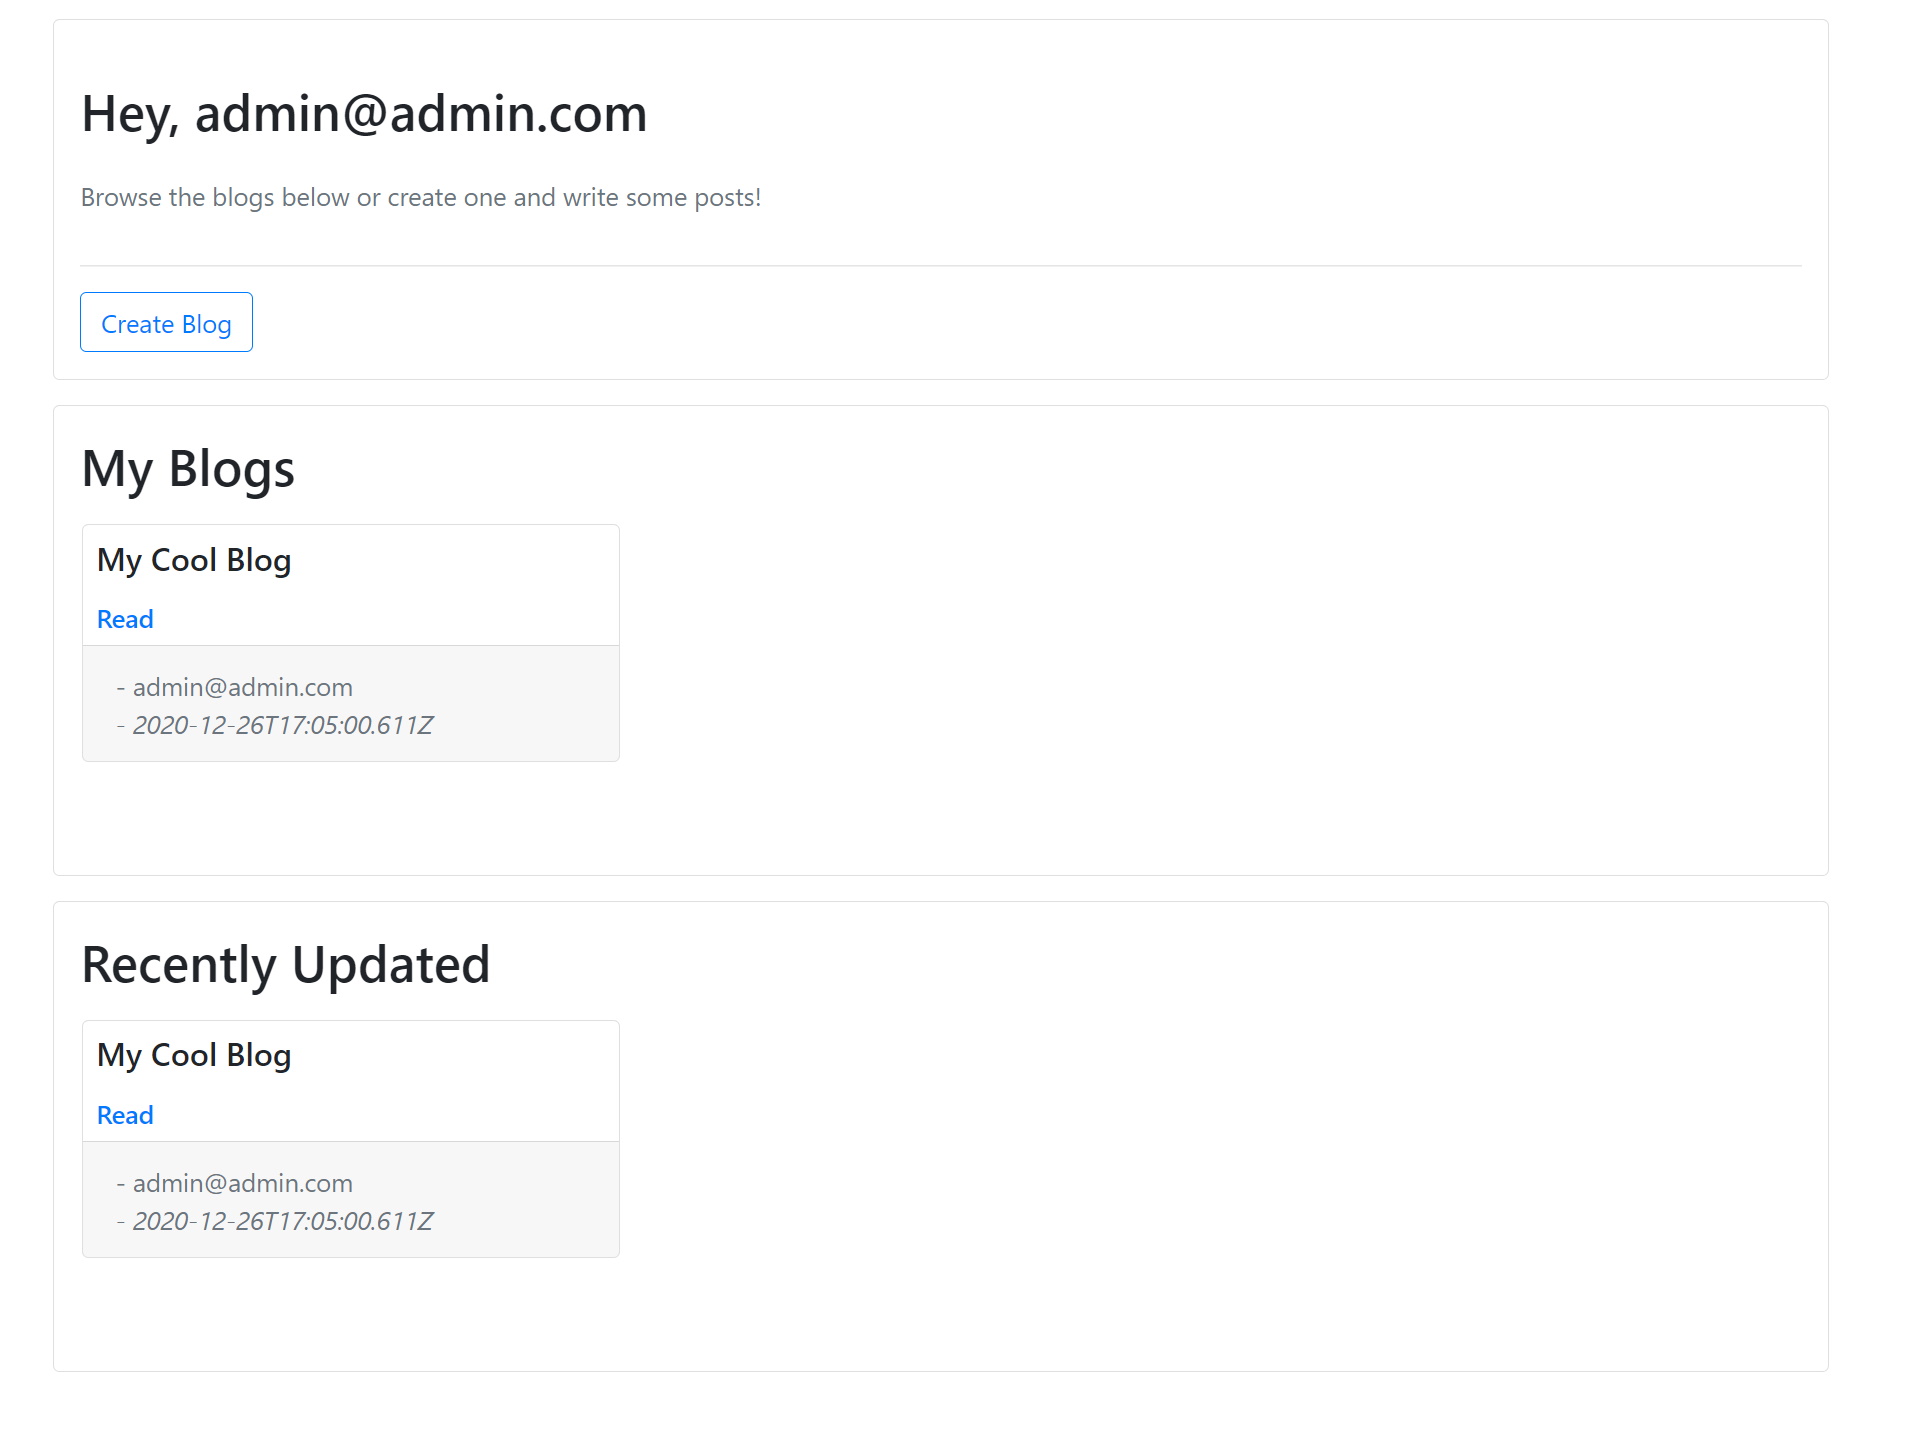 Hey, admin@admin.com
Browse the blogs below or create one and write some posts!
Create Blog
My Blogs
My Cool Blog
Read
- admin@admin.com
- 2020-12-26T17:05:00.611Z
Recently Updated
My Cool Blog
Read
- admin@admin.com
- 2020-12-26T17:05:00.611Z